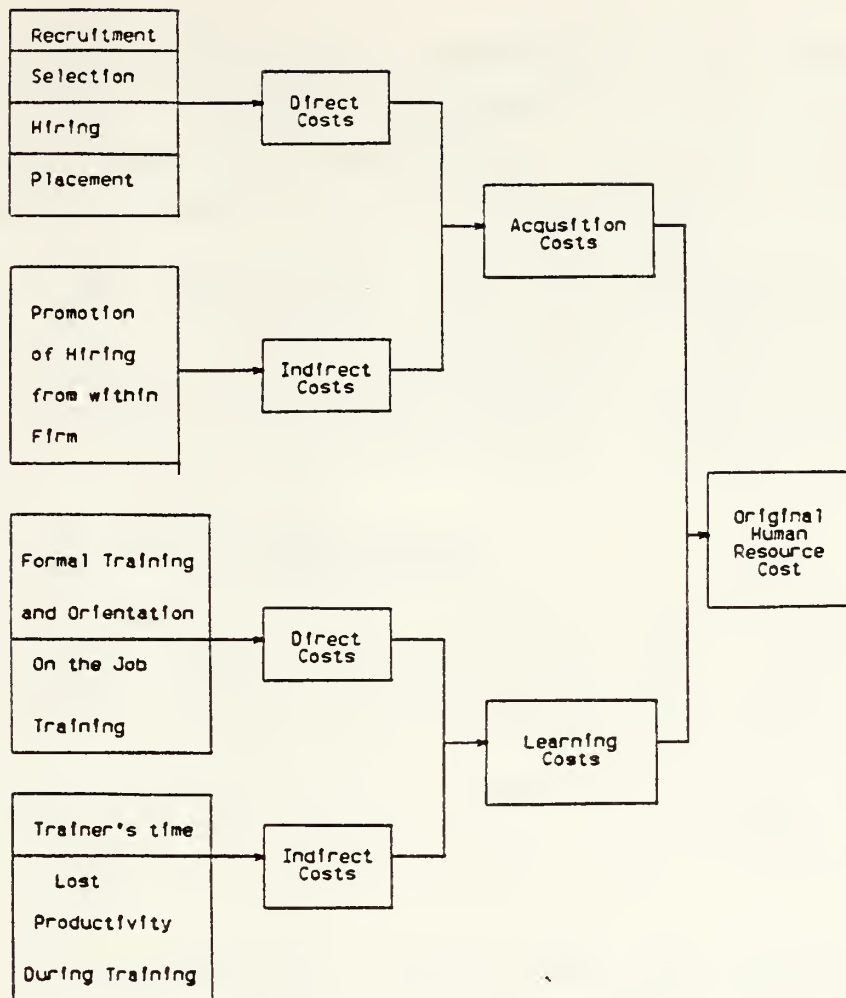 Recruitment
Selection
Hiring
Placement
Direct
Costs
Promotion
of Hiring
from within
Firm
Indirect
Costs
Acqusition
Costs
Formal Training
and Orientation
On the Job
Training
Direct
Costs
Trainer's time
Lost
Productivity
During Training
Indirect
Costs
Learning
Costs
Original
Human
Resource
Cost